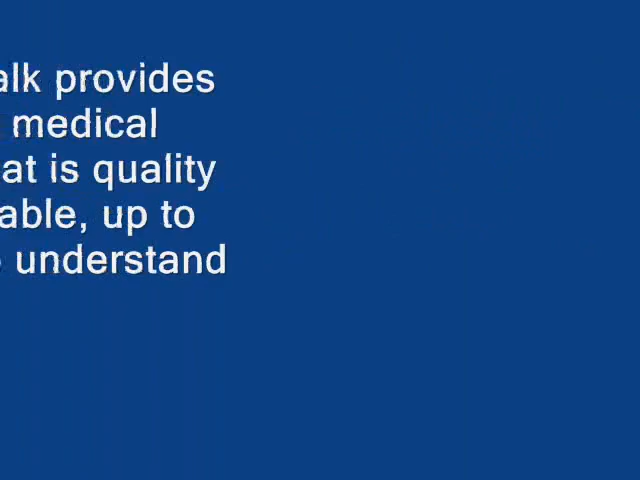 alk provides
medical
at is quality
able, up to
understand